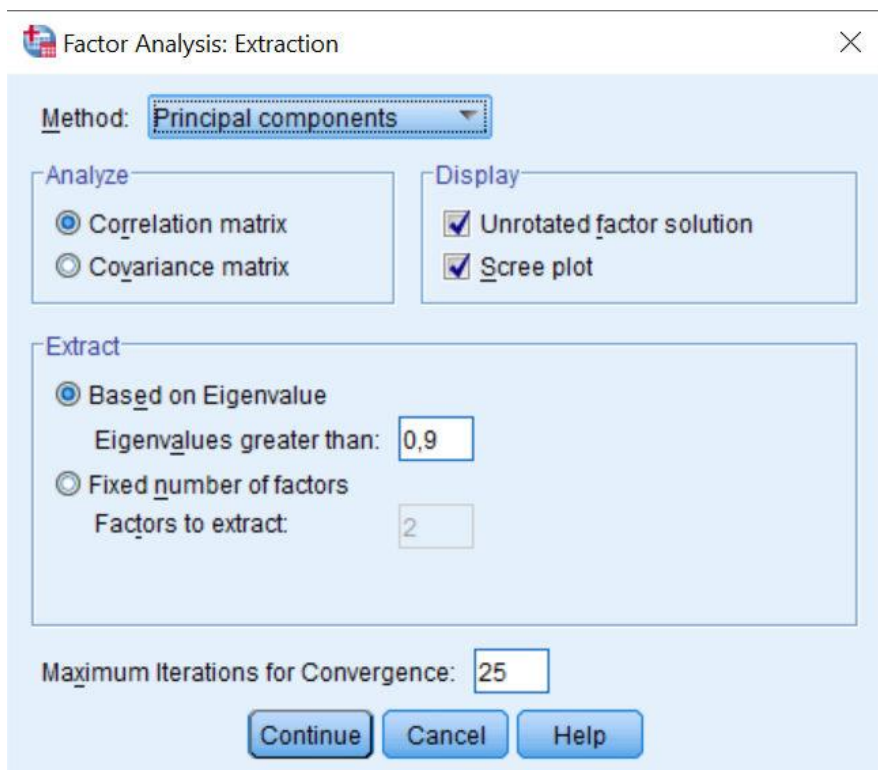 Factor Analysis: Extraction
Method: Principal components
Analyze
Correlation matrix
Covariance matrix
Display
Unrotated factor solution
Scree plot
Extract
Based on Eigenvalue
Eigenvalues greater than: 0,9
Fixed number of factors
Factors to extract: 2
Maximum Iterations for Convergence: 25
Continue Cancel Help